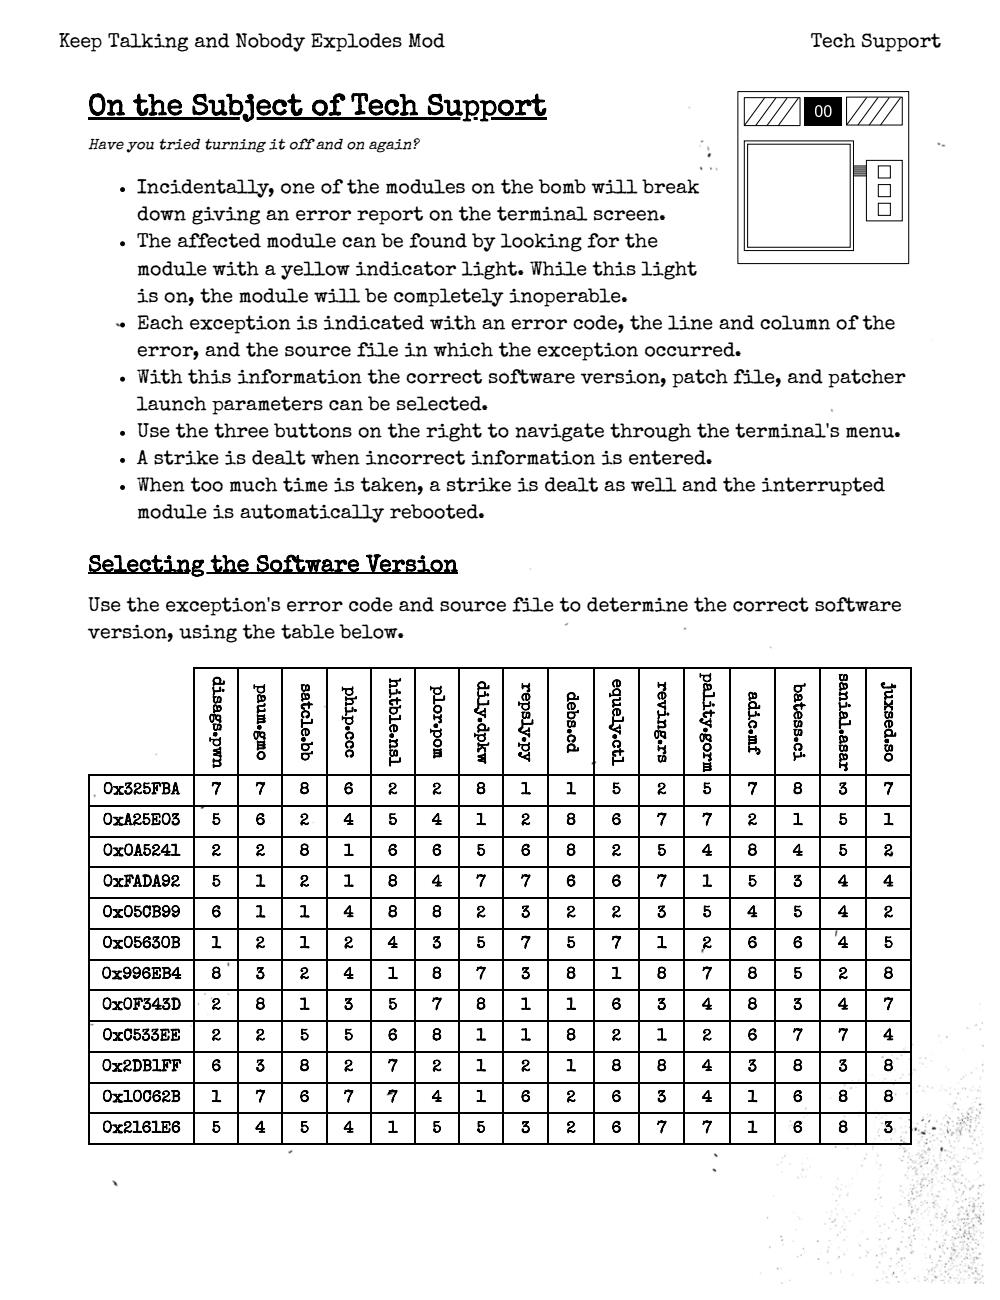 Keep Talking and Nobody Explodes Mod
Tech Support
On the Subject of Tech Support
00
Have you tried turning it off and on again?
• Incidentally, one of the modules on the bomb will break
down giving an error report on the terminal screen.
• The affected module can be found by looking for the
module with a yellow indicator light. While this light
is on, the module will be completely inoperable.
• Each exception is indicated with an error code, the line and column of the
error, and the source file in which the exception occurred.
• With this information the correct software version, patch file, and patcher
launch parameters can be selected.
• Use the three buttons on the right to navigate through the terminal's menu.
• A strike is dealt when incorrect information is entered.
• When too much time is taken, a strike is dealt as well and the interrupted
module is automatically rebooted.
Selecting the Software Version
Use the exception's error code and source file to determine the correct software
version, using the table below.
disags.pwn paum.gmo satcle.bb phip.ccc hitble.nsl plor.pom dily.dpkw repsly.py debs.cd equely.ctl reving.rs pality.gorm adic.mf batess.ci sanial.asar juxsed.so
0x325FBA 7 7 8 6 2 2 8 1 1 5 2 5 7 8 3 7
0xA25E03 5 6 2 4 5 4 1 2 8 6 7 7 2 1 5 1
0x0A5241 2 2 8 1 6 6 5 6 8 2 5 4 8 4 5 2
0xFADA92 5 1 2 1 8 4 7 7 6 6 7 1 5 3 4 4
0x05CB99 6 1 1 4 8 8 2 3 2 2 3 5 4 5 4 2
0x05630B 1 2 1 2 4 3 5 7 5 7 1 2 6 6 4 5
0x996EB4 8 3 2 4 1 8 7 3 8 1 8 7 8 5 2 8
0x0F343D 2 8 1 3 5 7 8 1 1 6 3 4 8 3 4 7
0xC533EE 2 2 5 5 6 8 1 1 8 2 1 2 6 7 7 4
0x2DB1FF 6 3 8 2 7 2 1 2 1 8 8 4 3 8 3 8
0x10C62B 1 7 6 7 7 4 1 6 2 6 3 4 1 6 8 8
0x2161E6 5 4 5 4 1 5 5 3 2 6 7 7 1 6 8 3